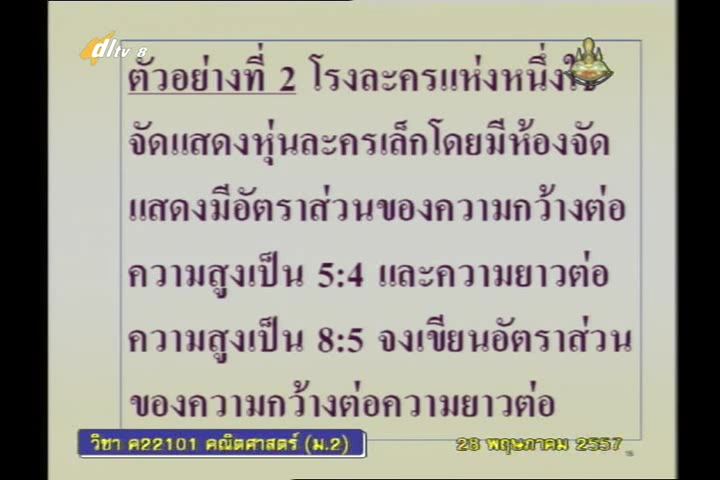 dltv 8
ตัวอย่างที่ 2 โรงละครแห่งหนึ่งใช้
จัดแสดงหุ่นละครเล็กโดยมีห้องจัด
แสดงมีอัตราส่วนของความกว้างต่อ
ความสูงเป็น 5:4 และความยาวต่อ
ความสูงเป็น 8:5 จงเขียนอัตราส่วน
ของความกว้างต่อความยาวต่อ
วิชา ค22101 คณิตศาสตร์ (ม.2)
28 พฤษภาคม 2557